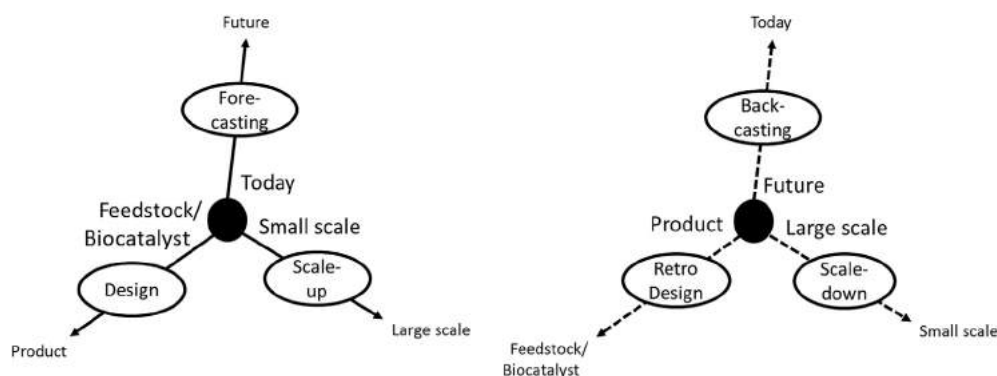 Future
Fore-
casting
Today
Feedstock/
Biocatalyst
Small scale
Design
Scale-
up
Product
Large scale
Today
Back-
casting
Future
Product
Large scale
Retro
Design
Scale-
down
Small scale
Feedstock/
Biocatalyst